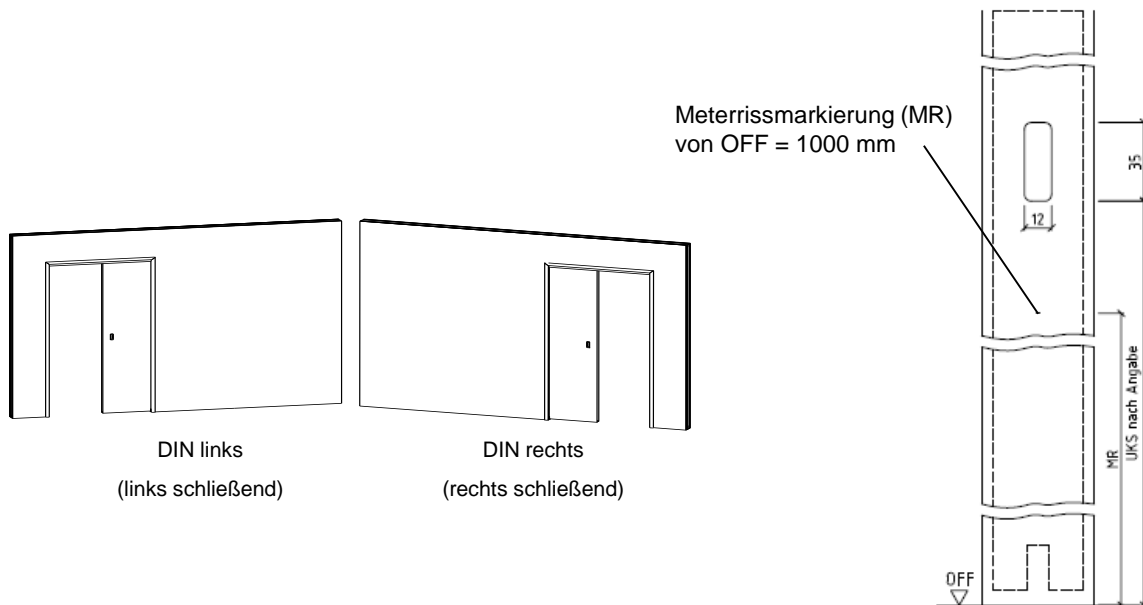 Meterrissmarkierung (MR)
von OFF = 1000 mm
35
12
DIN links
(links schließend)
DIN rechts
(rechts schließend)
MR
UKS nach Angabe
OFF